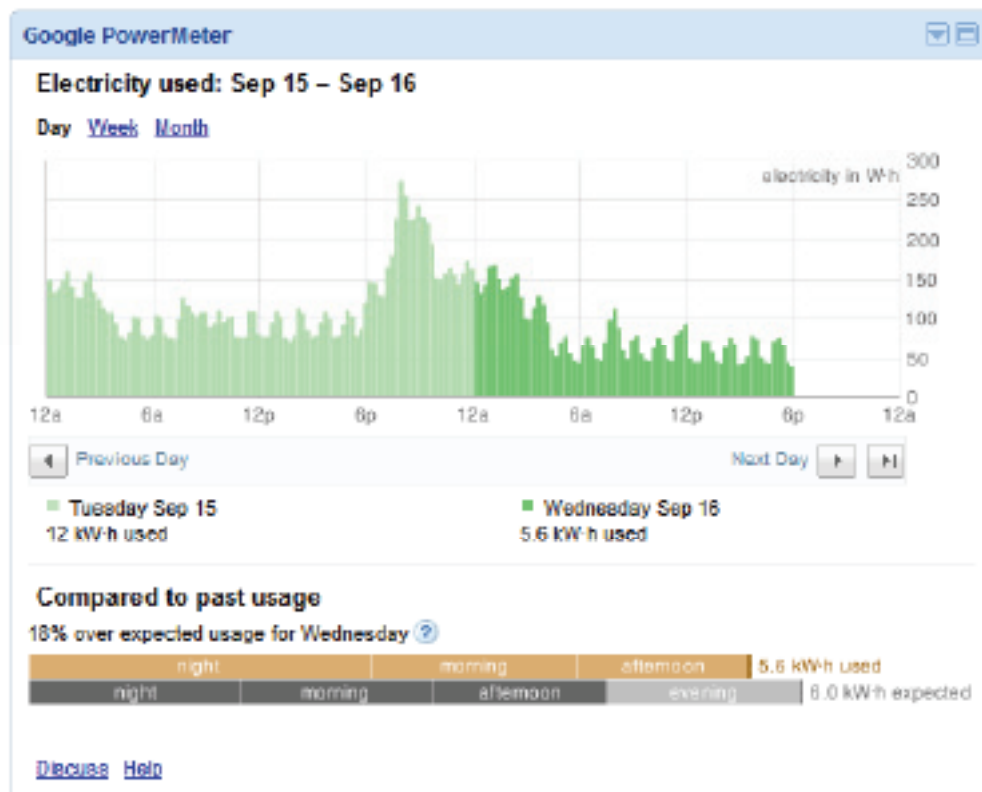 Google PowerMeter
Electricity used: Sep 15 – Sep 16
Day Week Month
electricity in W·h
300
250
200
150
100
50
0
12a 6a 12p 6p 12a 6a 12p 6p 12a
Previous Day Next Day
Tuesday Sep 15 Wednesday Sep 16
12 kW·h used 5.6 kW·h used
Compared to past usage
18% over expected usage for Wednesday ?
night morning afternoon 5.6 kW·h used
night morning afternoon evening 6.0 kW·h expected
Discuss Help